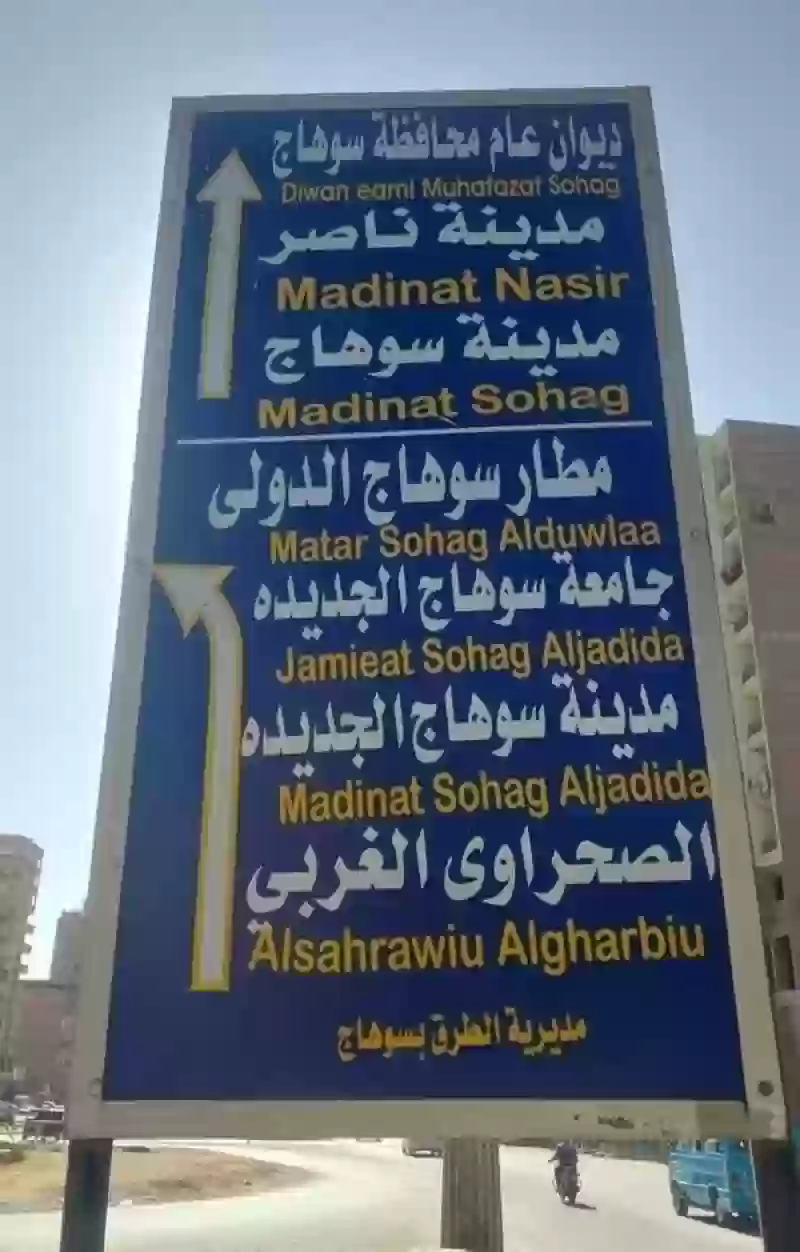 ديوان عام محافظة سوهاج
Diwan eaml Muhafazat Sohag
مدينة ناصر
Madinat Nasir
مدينة سوهاج
Madinat Sohag
مطار سوهاج الدولى
Matar Sohag Alduwlaa
جامعة سوهاج الجديده
Jamieat Sohag Aljadida
مدينة سوهاج الجديده
Madinat Sohag Aljadida
الصحراوى الغربي
Alsahrawiu Algharbiu
مديرية الطرق بسوهاج